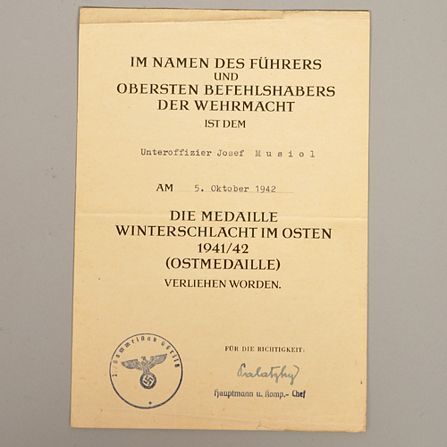 IM NAMEN DES FÜHRERS
UND
OBERSTEN BEFEHLSHABERS
DER WEHRMACHT
IST DEM
Unteroffizier Josef M u s i o l
AM 5. Oktober 1942
DIE MEDAILLE
WINTERSCHLACHT IM OSTEN
1941/42
(OSTMEDAILLE)
VERLIEHEN WORDEN.
FÜR DIE RICHTIGKEIT:
Hauptmann u. Komp.- Chef